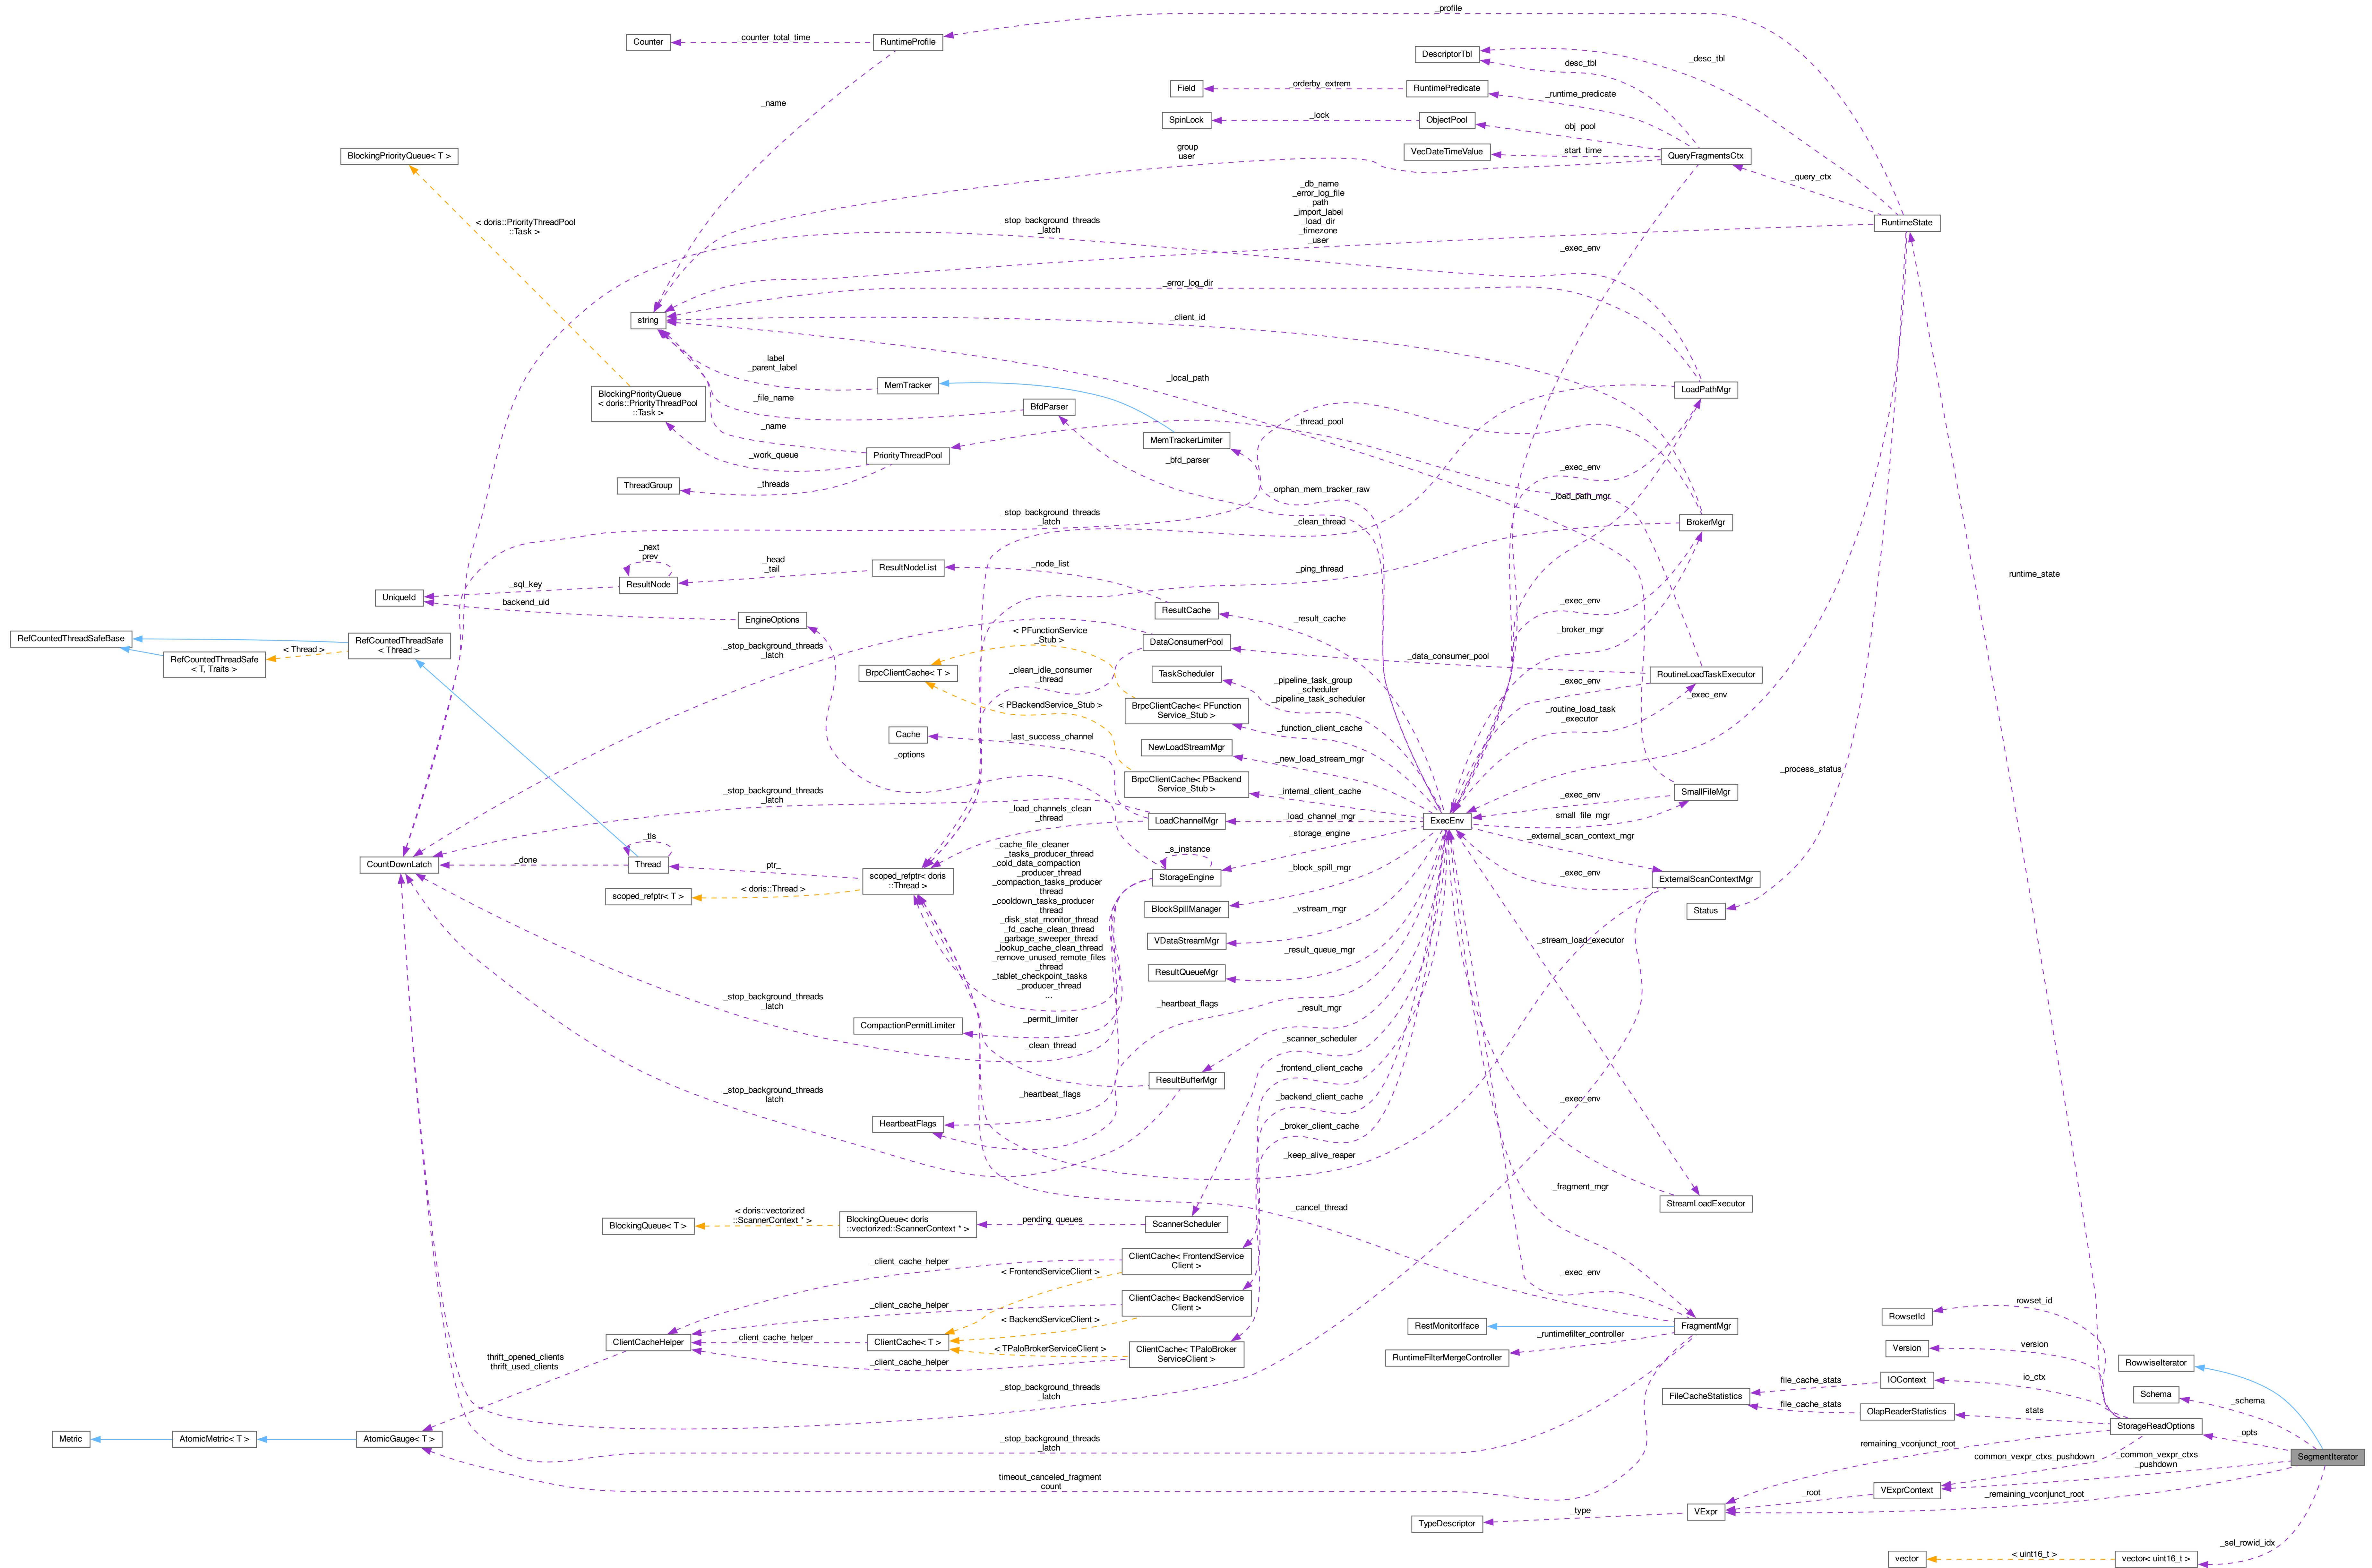 _profile
Counter
_counter_total_time
RuntimeProfile
DescriptorTbl
_desc_tbl
desc_tbl
Field
_orderby_extrem
RuntimePredicate
_runtime_predicate
_name
SpinLock
_lock
ObjectPool
obj_pool
BlockingPriorityQueue< T >
group
user
VecDateTimeValue
_start_time
QueryFragmentsCtx
_query_ctx
< doris::PriorityThreadPool
::Task >
_stop_background_threads
_latch
_db_name
_error_log_file
_path
_import_label
_load_dir
_timezone
_user
RuntimeState
_exec_env
_error_log_dir
string
_client_id
_label
_parent_label
MemTracker
_local_path
LoadPathMgr
BlockingPriorityQueue
< doris::PriorityThreadPool
::Task >
_file_name
BfdParser
_name
_thread_pool
MemTrackerLimiter
_work_queue
PriorityThreadPool
_bfd_parser
_exec_env
ThreadGroup
_threads
_orphan_mem_tracker_raw
_load_path_mgr
_stop_background_threads
_latch
_clean_thread
BrokerMgr
_next
_prev
_head
_tail
ResultNodeList
_node_list
_ping_thread
runtime_state
_sql_key
ResultNode
UniqueId
backend_uid
EngineOptions
ResultCache
_result_cache
_exec_env
RefCountedThreadSafeBase
RefCountedThreadSafe
< Thread >
< Thread >
RefCountedThreadSafe
< T, Traits >
_stop_background_threads
_latch
< PFunctionService
_Stub >
DataConsumerPool
_broker_mgr
_data_consumer_pool
BrpcClientCache< T >
_clean_idle_consumer
_thread
TaskScheduler
_pipeline_task_group
_scheduler
_pipeline_task_scheduler
RoutineLoadTaskExecutor
_exec_env
_exec_env
< PBackendService_Stub >
BrpcClientCache< PFunction
Service_Stub >
_function_client_cache
_routine_load_task
_executor
Cache
_last_success_channel
_options
NewLoadStreamMgr
_new_load_stream_mgr
_process_status
BrpcClientCache< PBackend
Service_Stub >
_internal_client_cache
_exec_env
SmallFileMgr
_stop_background_threads
_latch
_load_channels_clean
_thread
LoadChannelMgr
_load_channel_mgr
ExecEnv
_small_file_mgr
_external_scan_context_mgr
_storage_engine
_tls
CountDownLatch
_done
Thread
ptr_
_cache_file_cleaner
_tasks_producer_thread
_cold_data_compaction
_producer_thread
_compaction_tasks_producer
_thread
_cooldown_tasks_producer
_thread
_disk_stat_monitor_thread
_fd_cache_clean_thread
_garbage_sweeper_thread
_lookup_cache_clean_thread
_remove_unused_remote_files
_thread
_tablet_checkpoint_tasks
_producer_thread
...
_s_instance
StorageEngine
_block_spill_mgr
_exec_env
ExternalScanContextMgr
scoped_refptr< doris
::Thread >
scoped_refptr< T >
< doris::Thread >
BlockSpillManager
_vstream_mgr
Status
VDataStreamMgr
_result_queue_mgr
_stream_load_executor
ResultQueueMgr
_stop_background_threads
_latch
_heartbeat_flags
_result_mgr
CompactionPermitLimiter
_permit_limiter
_clean_thread
_scanner_scheduler
_frontend_client_cache
ResultBufferMgr
_stop_background_threads
_latch
_heartbeat_flags
_backend_client_cache
_exec_env
HeartbeatFlags
_broker_client_cache
_keep_alive_reaper
_fragment_mgr
StreamLoadExecutor
< doris::vectorized
::ScannerContext * >
BlockingQueue< T >
BlockingQueue< doris
::vectorized::ScannerContext * >
_pending_queues
ScannerScheduler
_cancel_thread
_client_cache_helper
ClientCache< FrontendService
Client >
< FrontendServiceClient >
_exec_env
_client_cache_helper
ClientCache< BackendService
Client >
< BackendServiceClient >
RowsetId
rowset_id
ClientCacheHelper
_client_cache_helper
ClientCache< T >
< TPaloBrokerServiceClient >
ClientCache< TPaloBroker
ServiceClient >
_client_cache_helper
RestMonitorIface
FragmentMgr
_runtimefilter_controller
RuntimeFilterMergeController
Version
version
RowwiseIterator
thrift_opened_clients
thrift_used_clients
IOContext
io_ctx
file_cache_stats
FileCacheStatistics
file_cache_stats
OlapReaderStatistics
stats
Schema
_schema
_stop_background_threads
_latch
StorageReadOptions
_opts
Metric
AtomicMetric< T >
AtomicGauge< T >
_stop_background_threads
_latch
remaining_vconjunct_root
common_vexpr_ctxs_pushdown
_common_vexpr_ctxs
_pushdown
SegmentIterator
timeout_canceled_fragment
_count
_root
VExprContext
_remaining_vconjunct_root
_type
VExpr
TypeDescriptor
_sel_rowid_idx
vector
< uint16_t >
vector< uint16_t >